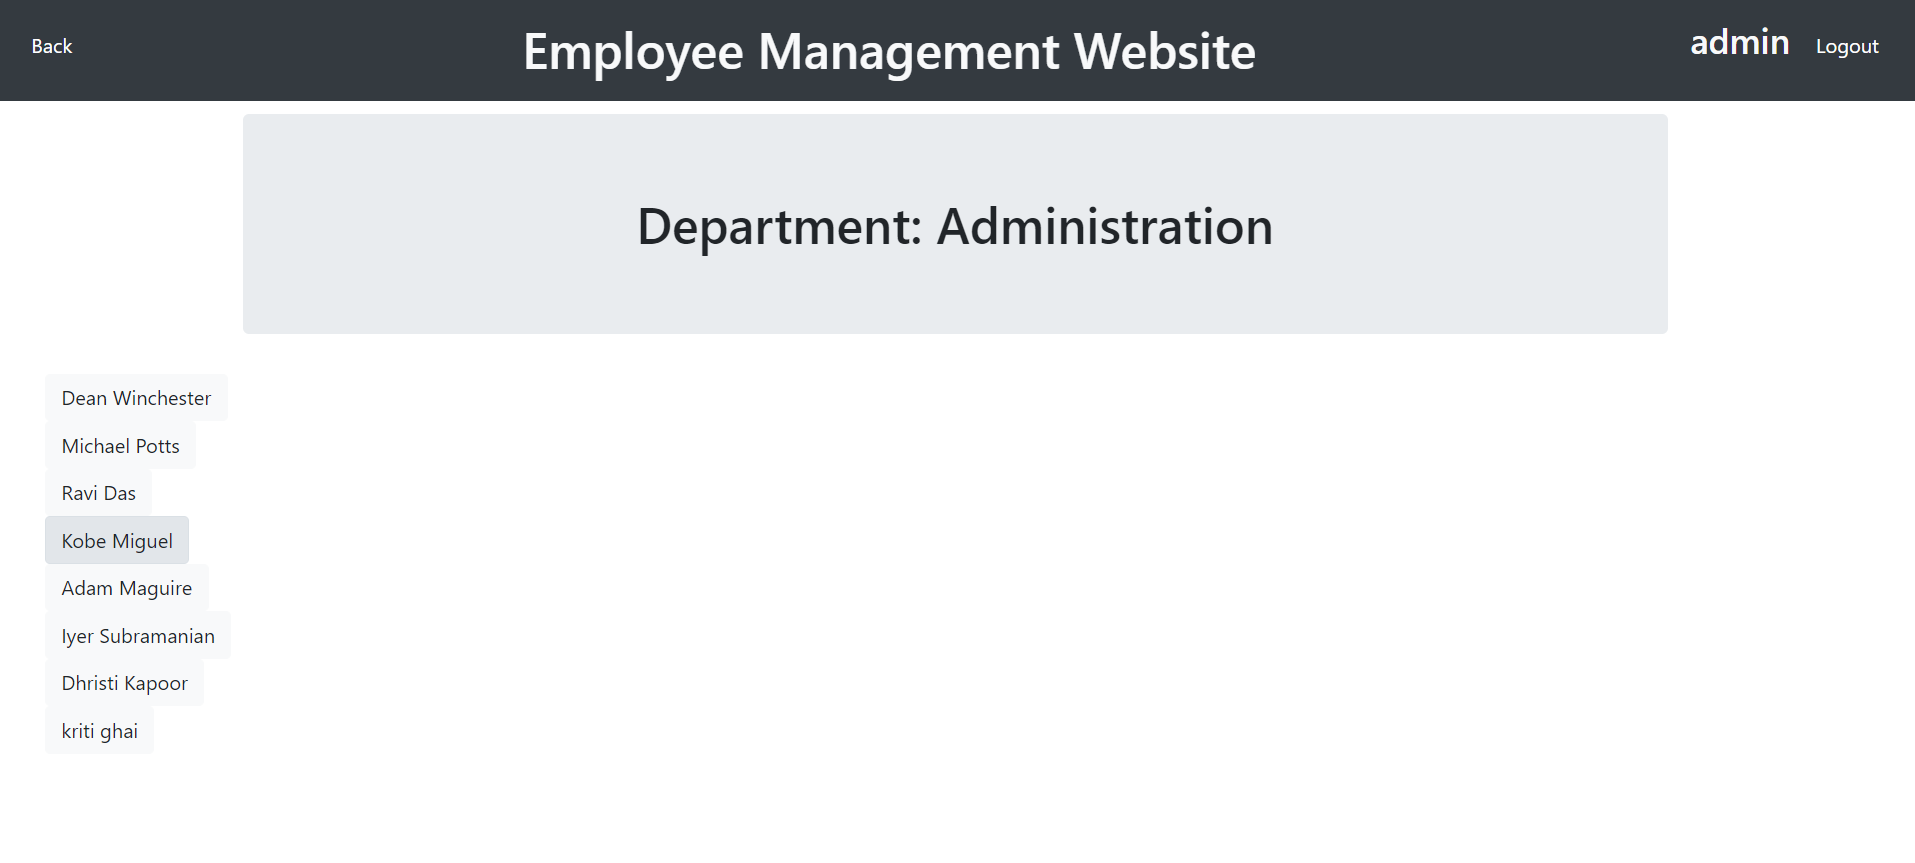 Back
Employee Management Website
admin
Logout
Department: Administration
Dean Winchester
Michael Potts
Ravi Das
Kobe Miguel
Adam Maguire
Iyer Subramanian
Dhristi Kapoor
kriti ghai